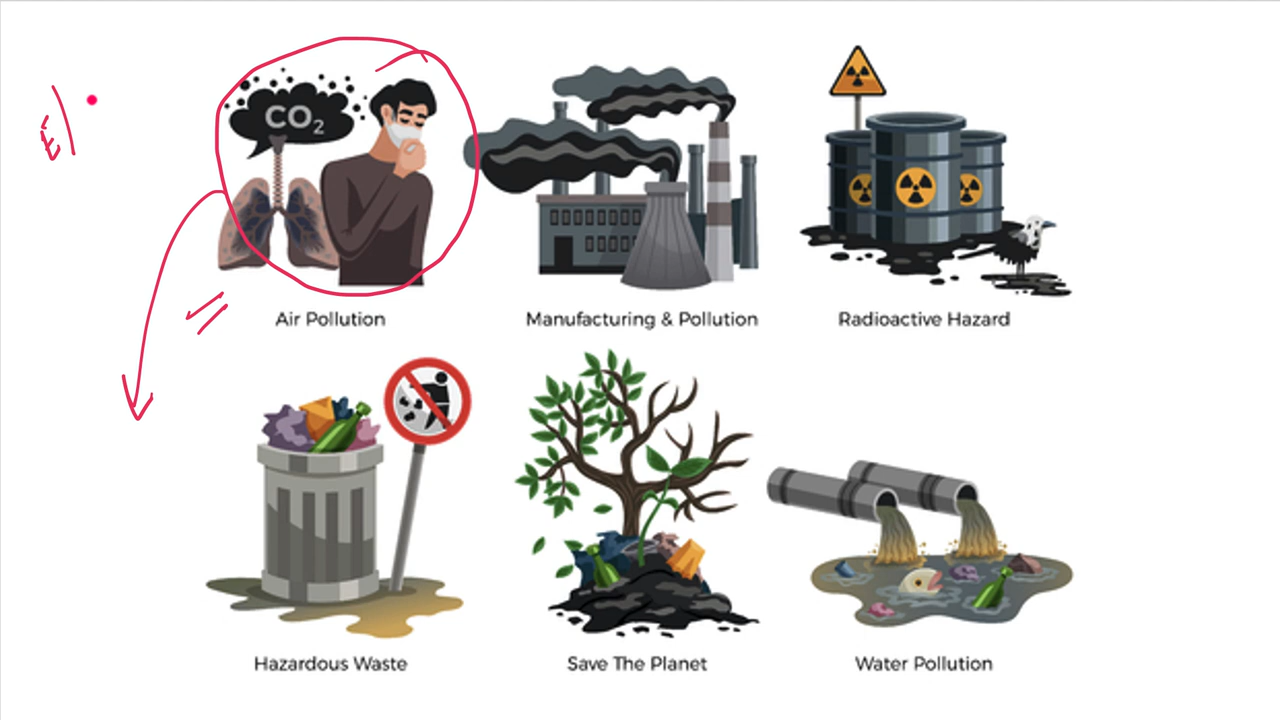 CO₂
Air Pollution
Manufacturing & Pollution
Radioactive Hazard
Hazardous Waste
Save The Planet
Water Pollution